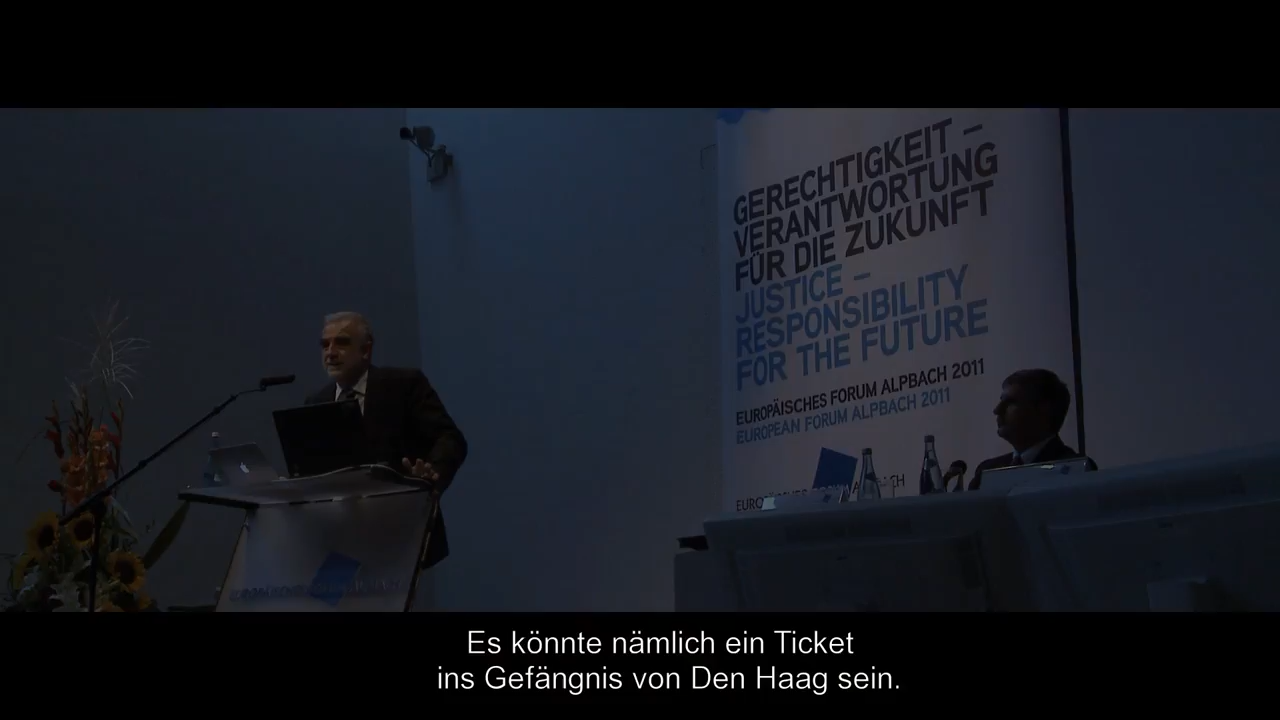 GERECHTIGKEIT –
VERANTWORTUNG
FÜR DIE ZUKUNFT
JUSTICE –
RESPONSIBILITY
FOR THE FUTURE
EUROPÄISCHES FORUM ALPBACH 2011
EUROPEAN FORUM ALPBACH 2011
Es könnte nämlich ein Ticket
ins Gefängnis von Den Haag sein.